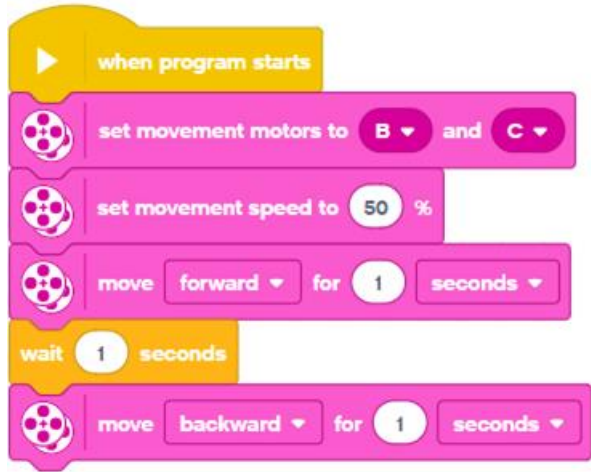 when program starts
set movement motors to B and C
set movement speed to 50 %
move forward for 1 seconds
wait 1 seconds
move backward for 1 seconds